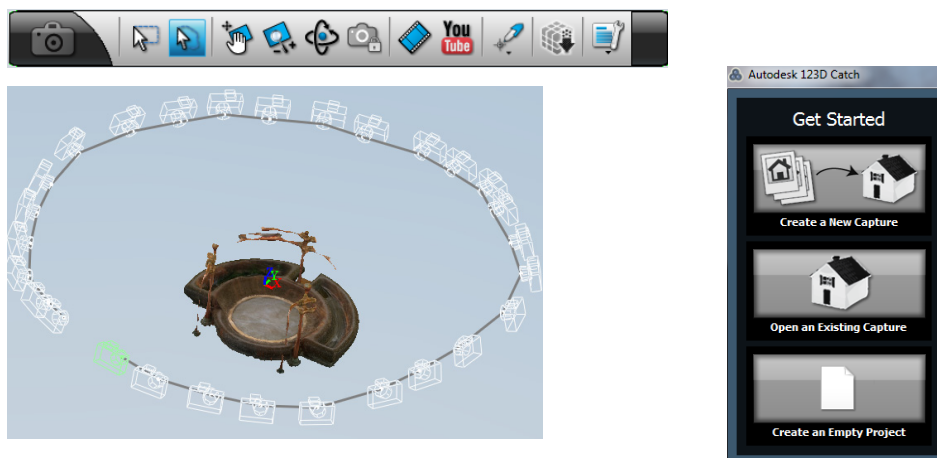 You
Tube
Autodesk 123D Catch
Get Started
Create a New Capture
Open an Existing Capture
Create an Empty Project